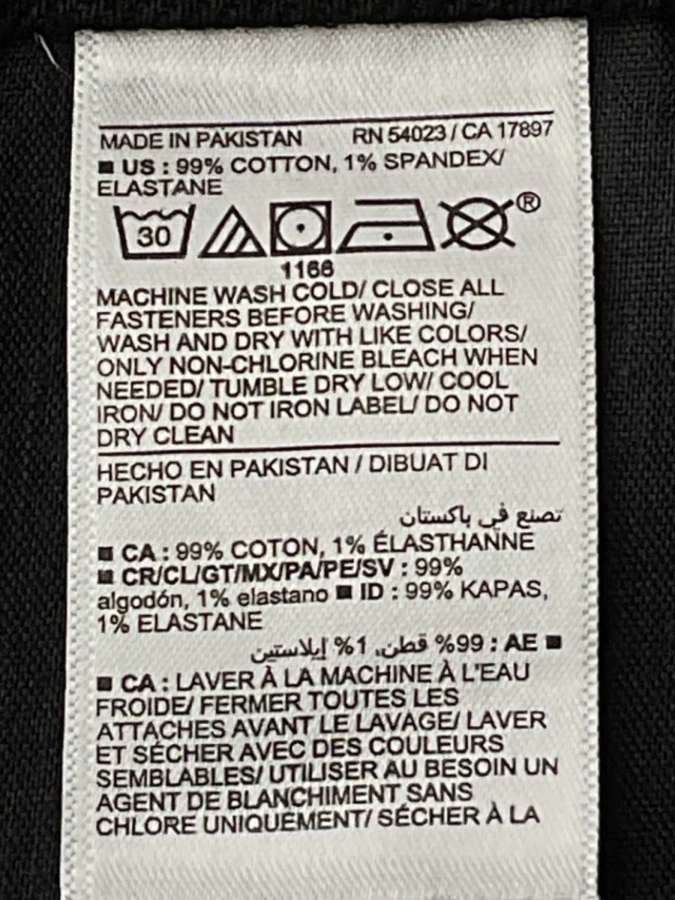 MADE IN PAKISTAN RN 54023 / CA 17897
■ US : 99% COTTON, 1% SPANDEX/
ELASTANE
30 ®
1166
MACHINE WASH COLD/ CLOSE ALL
FASTENERS BEFORE WASHING/
WASH AND DRY WITH LIKE COLORS/
ONLY NON-CHLORINE BLEACH WHEN
NEEDED/ TUMBLE DRY LOW/ COOL
IRON/ DO NOT IRON LABEL/ DO NOT
DRY CLEAN
HECHO EN PAKISTAN / DIBUAT DI
PAKISTAN
تصنع في باكستان
■ CA : 99% COTON, 1% ÉLASTHANNE
■ CR/CL/GT/MX/PA/PE/SV : 99%
algodón, 1% elastano ■ ID : 99% KAPAS,
1% ELASTANE
■ AE : 99% قطن, 1% إيلاستين
■ CA : LAVER À LA MACHINE À L'EAU
FROIDE/ FERMER TOUTES LES
ATTACHES AVANT LE LAVAGE/ LAVER
ET SÉCHER AVEC DES COULEURS
SEMBLABLES/ UTILISER AU BESOIN UN
AGENT DE BLANCHIMENT SANS
CHLORE UNIQUEMENT/ SÉCHER À LA